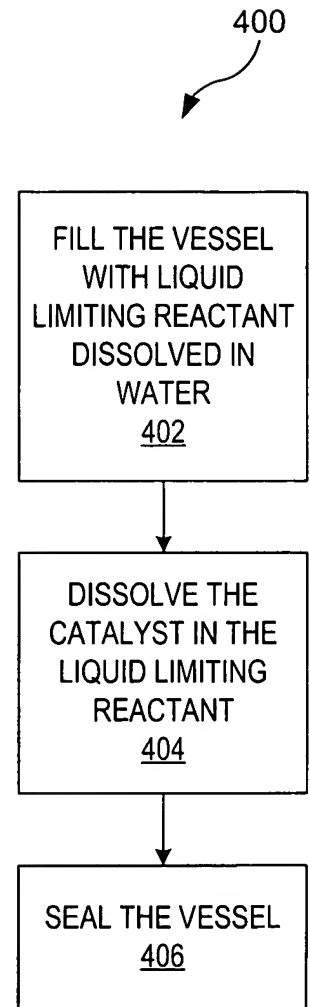 400
FILL THE VESSEL
WITH LIQUID
LIMITING REACTANT
DISSOLVED IN
WATER
402
DISSOLVE THE
CATALYST IN THE
LIQUID LIMITING
REACTANT
404
SEAL THE VESSEL
406